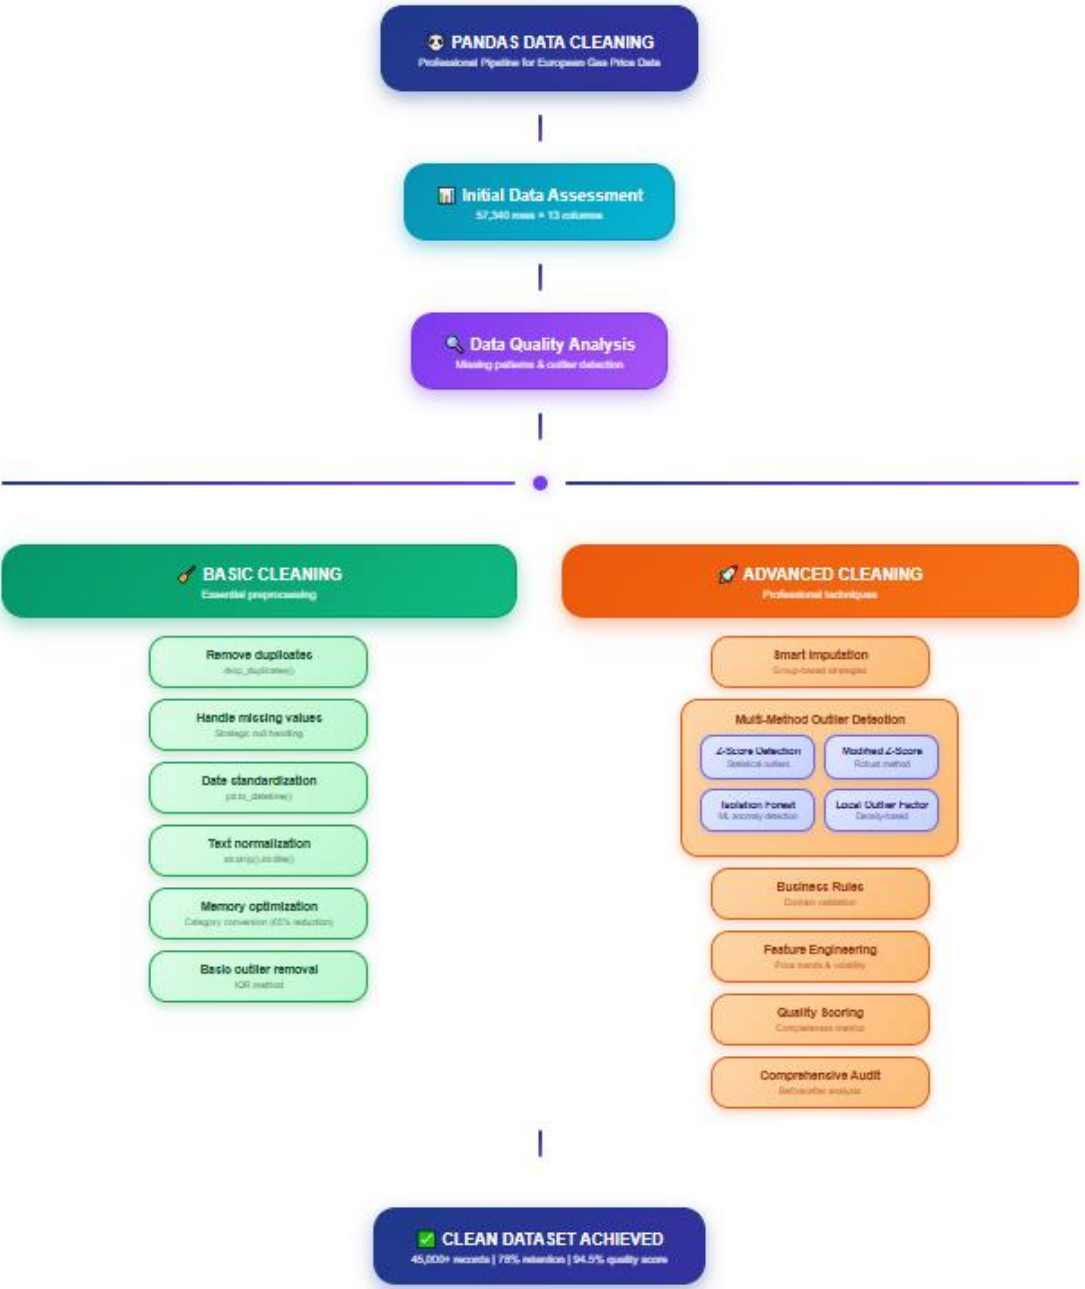 PANDAS DATA CLEANING
Professional Pipeline for European Gas Price Data
Initial Data Assessment
57,340 rows × 13 columns
Data Quality Analysis
Missing patterns & outlier detection
BASIC CLEANING
Essential preprocessing
Remove duplicates
drop_duplicates()
Handle missing values
Strategic null handling
Date standardization
pd.to_datetime()
Text normalization
str.strip().str.title()
Memory optimization
Category conversion (60% reduction)
Basic outlier removal
IQR method
ADVANCED CLEANING
Professional techniques
Smart Imputation
Group-based strategies
Multi-Method Outlier Detection
Z-Score Detection
Statistical outliers
Modified Z-Score
Robust method
Isolation Forest
ML anomaly detection
Local Outlier Factor
Density-based
Business Rules
Domain validation
Feature Engineering
Price trends & volatility
Quality Scoring
Completeness metrics
Comprehensive Audit
Before/after analysis
CLEAN DATASET ACHIEVED
45,000+ records | 78% retention | 94.5% quality score